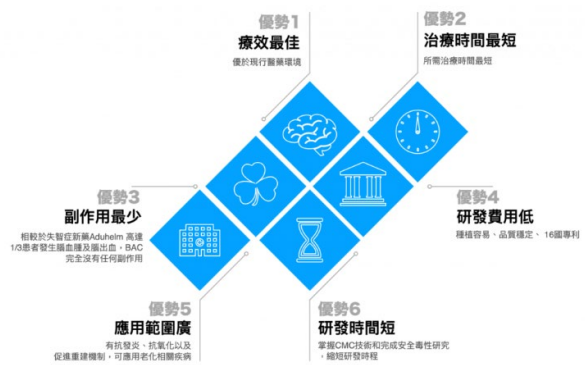 優勢1
療效最佳
優於現行醫藥環境
優勢2
治療時間最短
所需治療時間最短
優勢3
副作用最少
相較於失智症新藥Aduhelm 高達
1/3患者發生腦血腫及腦出血，BAC
完全沒有任何副作用
優勢4
研發費用低
種植容易、品質穩定、 16國專利
優勢5
應用範圍廣
有抗發炎、抗氧化以及
促進重建機制，可應用老化相關疾病
優勢6
研發時間短
掌握CMC技術和完成安全毒性研究
，縮短研發時程